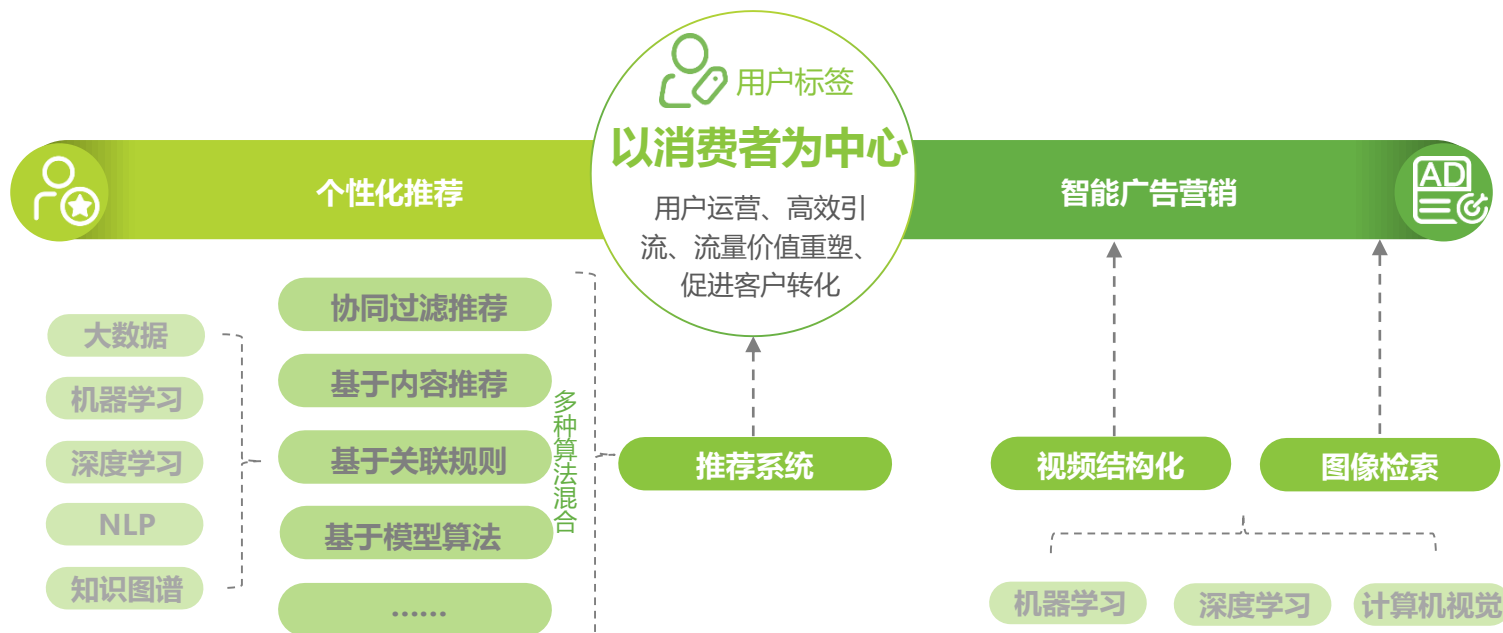 用户标签
以消费者为中心
用户运营、高效引
流、流量价值重塑、
促进客户转化
个性化推荐
智能广告营销
AD
大数据
机器学习
深度学习
NLP
知识图谱
协同过滤推荐
基于内容推荐
基于关联规则
基于模型算法
......
多种算法混合
推荐系统
视频结构化
图像检索
机器学习
深度学习
计算机视觉